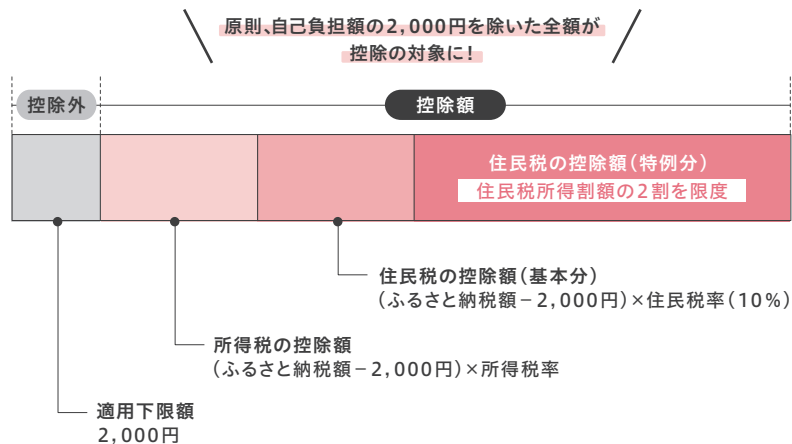 原則、自己負担額の2,000円を除いた全額が
控除の対象に!
控除外
控除額
住民税の控除額(特例分)
住民税所得割額の2割を限度
住民税の控除額(基本分)
(ふるさと納税額−2,000円)×住民税率(10%)
所得税の控除額
(ふるさと納税額−2,000円)×所得税率
適用下限額
2,000円